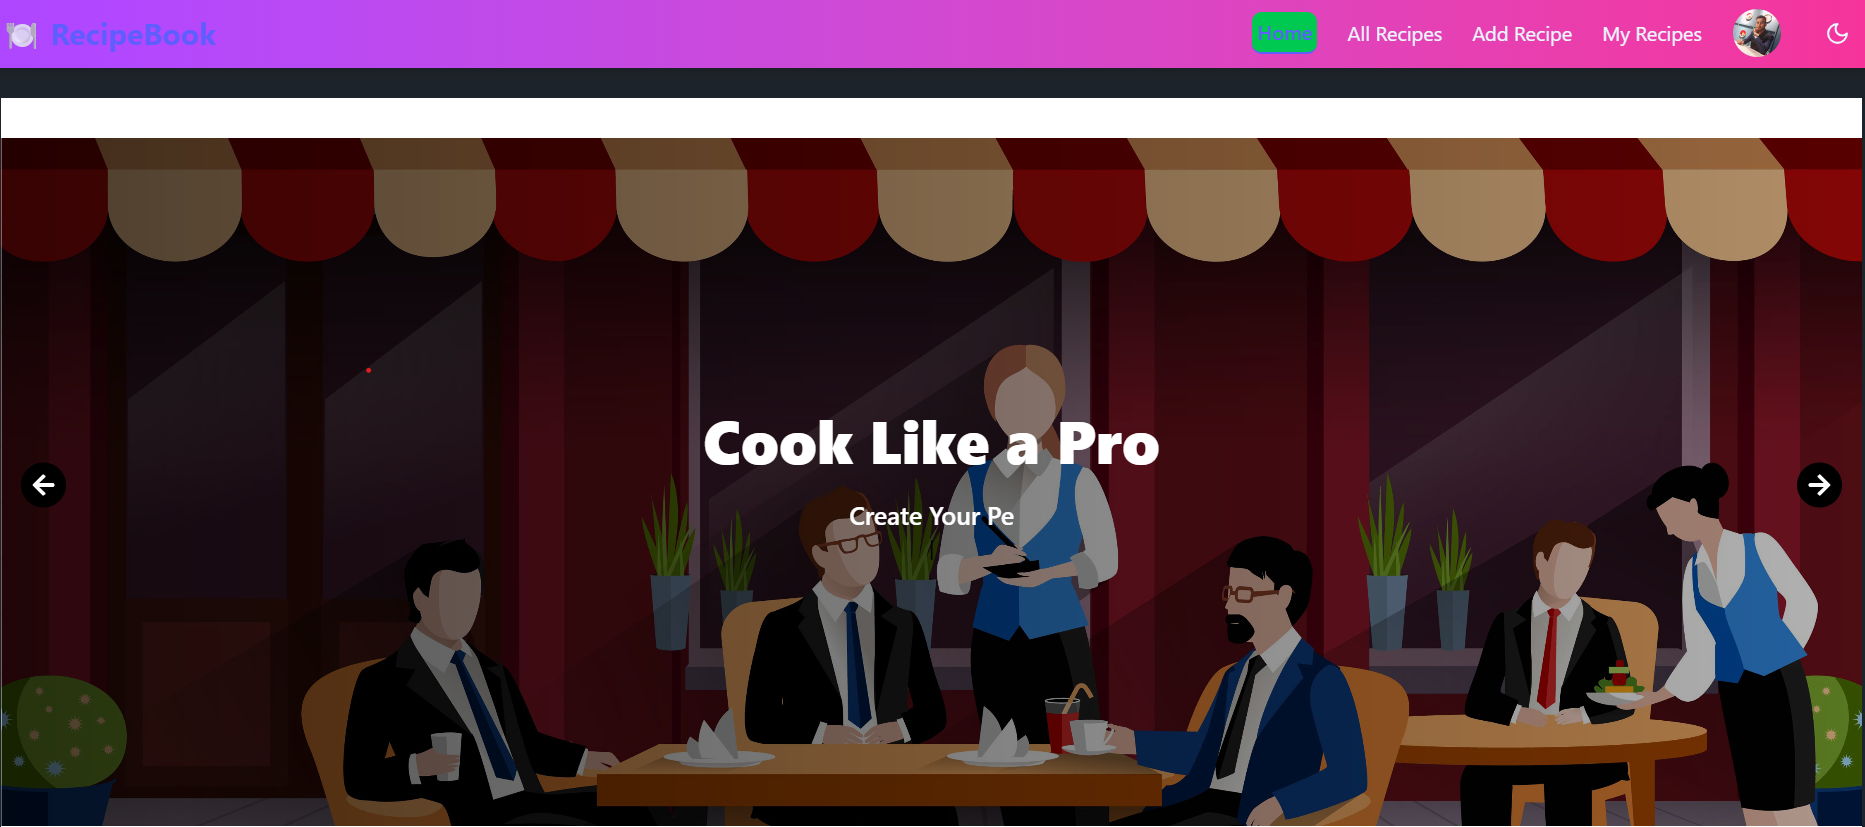 RecipeBook
Home
All Recipes
Add Recipe
My Recipes
Cook Like a Pro
Create Your Pe